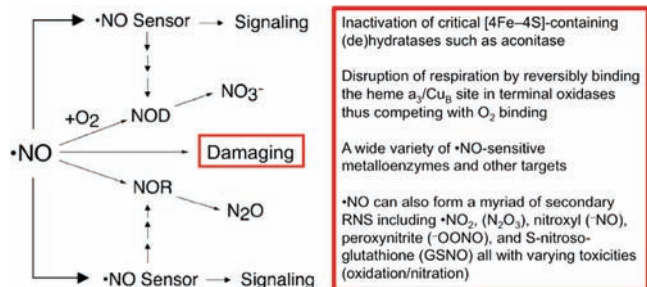 •NO Sensor → Signaling
+O2
NOD
NO3-
•NO
Damaging
NOR
N2O
•NO Sensor → Signaling
Inactivation of critical [4Fe–4S]-containing
(de)hydratases such as aconitase
Disruption of respiration by reversibly binding
the heme a3/CuB site in terminal oxidases
thus competing with O2 binding
A wide variety of •NO-sensitive
metalloenzymes and other targets
•NO can also form a myriad of secondary
RNS including •NO2, (N2O3), nitroxyl (⁻NO),
peroxynitrite (⁻OONO), and S-nitroso-
glutathione (GSNO) all with varying toxicities
(oxidation/nitration)